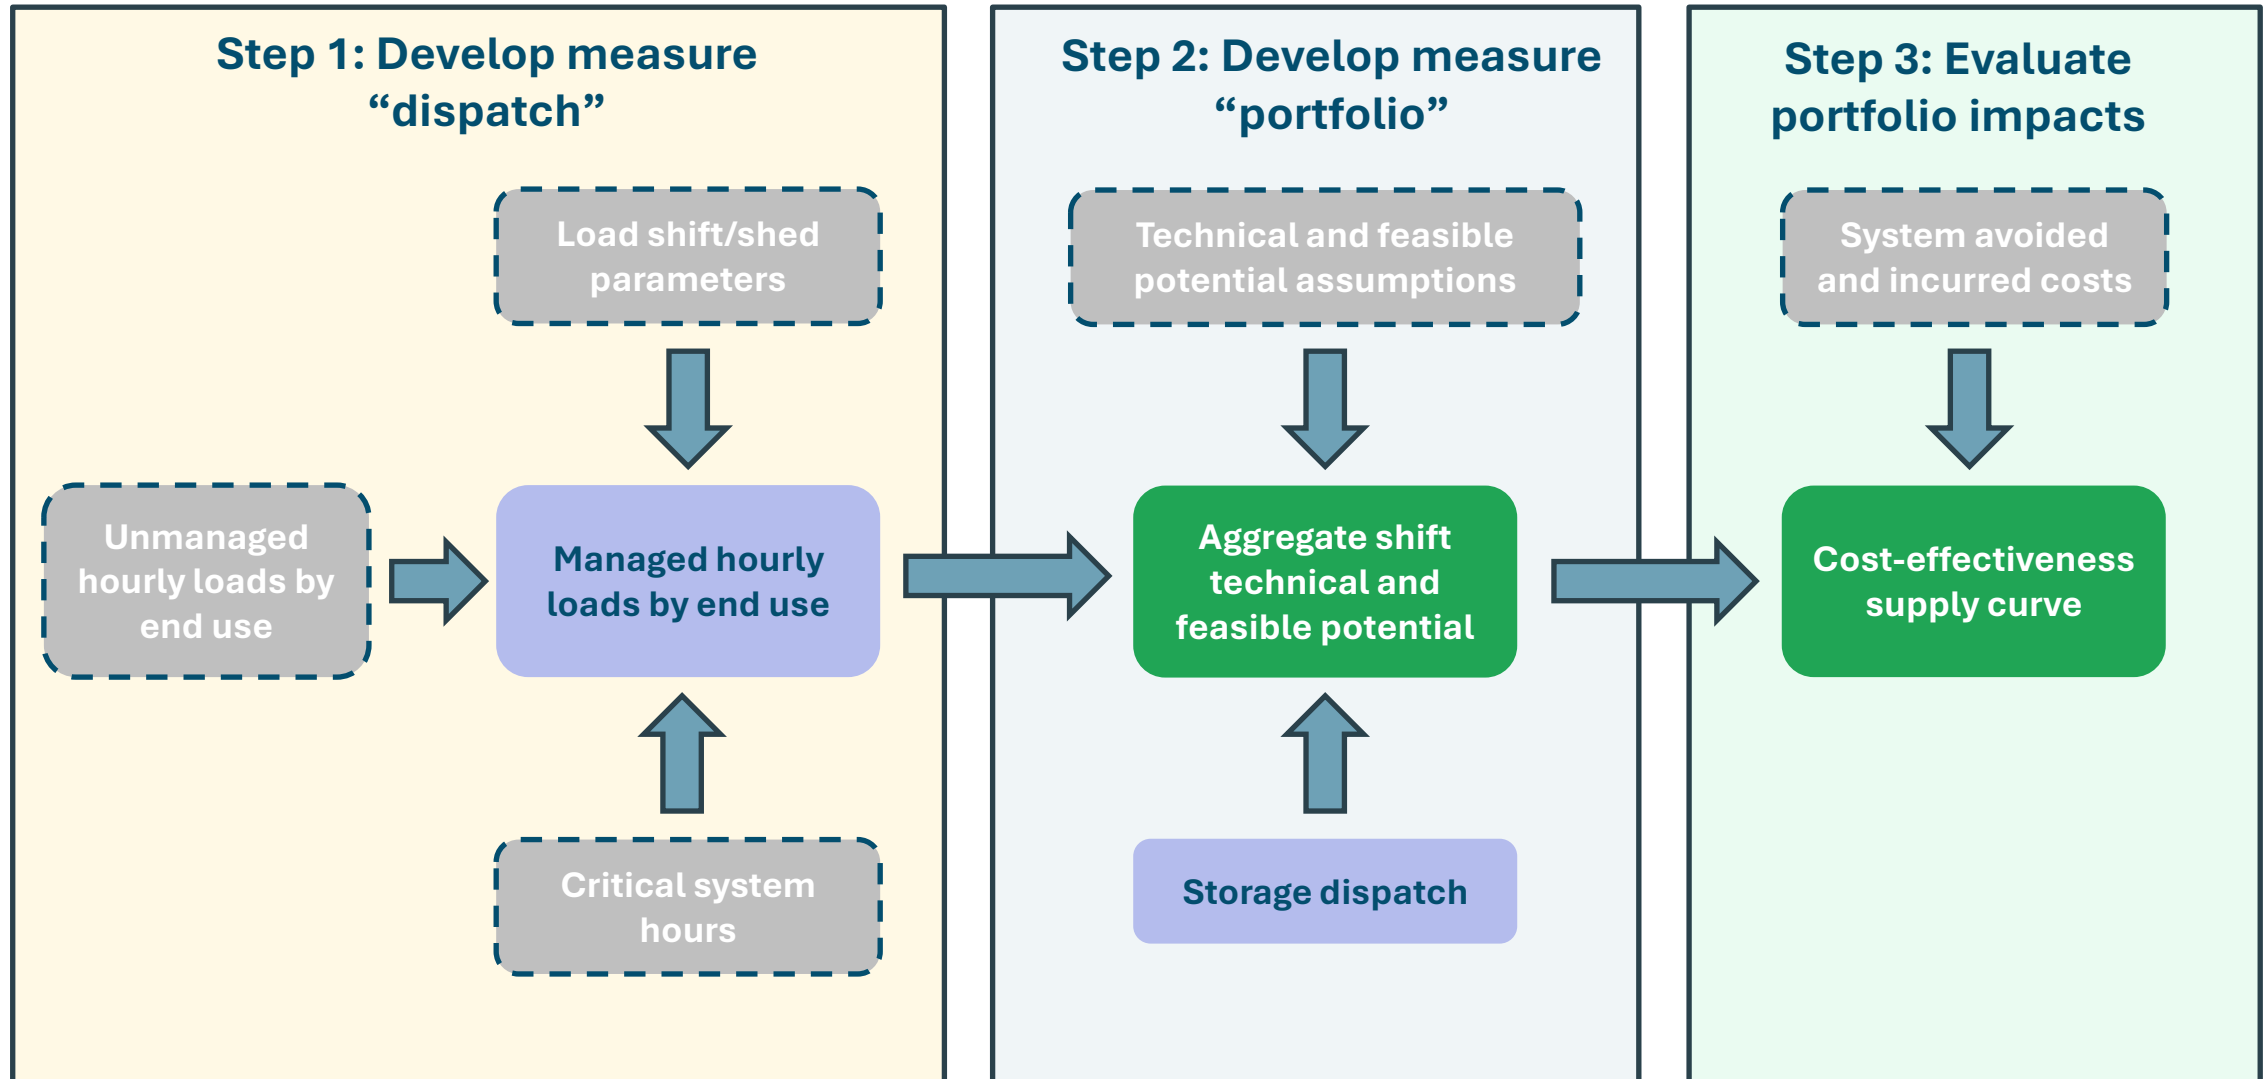 Step 1: Develop measure
“dispatch”
Load shift/shed
parameters
Unmanaged
hourly loads by
end use
Managed hourly
loads by end use
Critical system
hours
Step 2: Develop measure
“portfolio”
Technical and feasible
potential assumptions
Aggregate shift
technical and
feasible potential
Storage dispatch
Step 3: Evaluate
portfolio impacts
System avoided
and incurred costs
Cost-effectiveness
supply curve